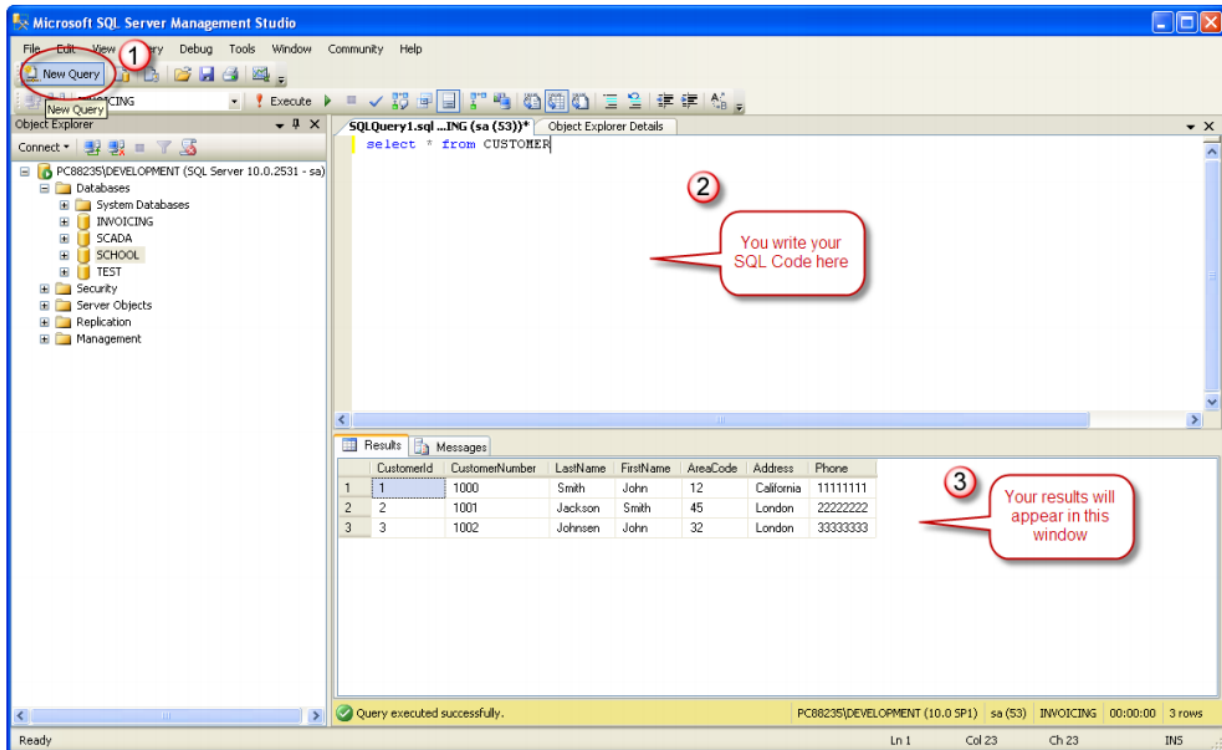 Microsoft SQL Server Management Studio
File Edit View Debug Tools Window Community Help
1
New Query
Execute
New Query
Object Explorer
SQLQuery1.sql ...ING (sa (53))* Object Explorer Details
Connect
select * from CUSTOMER
PC88235\DEVELOPMENT (SQL Server 10.0.2531 - sa)
Databases
System Databases
INVOICING
SCADA
SCHOOL
TEST
Security
Server Objects
Replication
Management
2
You write your
SQL Code here
Results Messages
CustomerId CustomerNumber LastName FirstName AreaCode Address Phone
1 1 1000 Smith John 12 California 11111111
2 2 1001 Jackson Smith 45 London 22222222
3 3 1002 Johnsen John 32 London 33333333
3
Your results will
appear in this
window
Query executed successfully. PC88235\DEVELOPMENT (10.0 SP1) sa (53) INVOICING 00:00:00 3 rows
Ready Ln 1 Col 23 Ch 23 INS